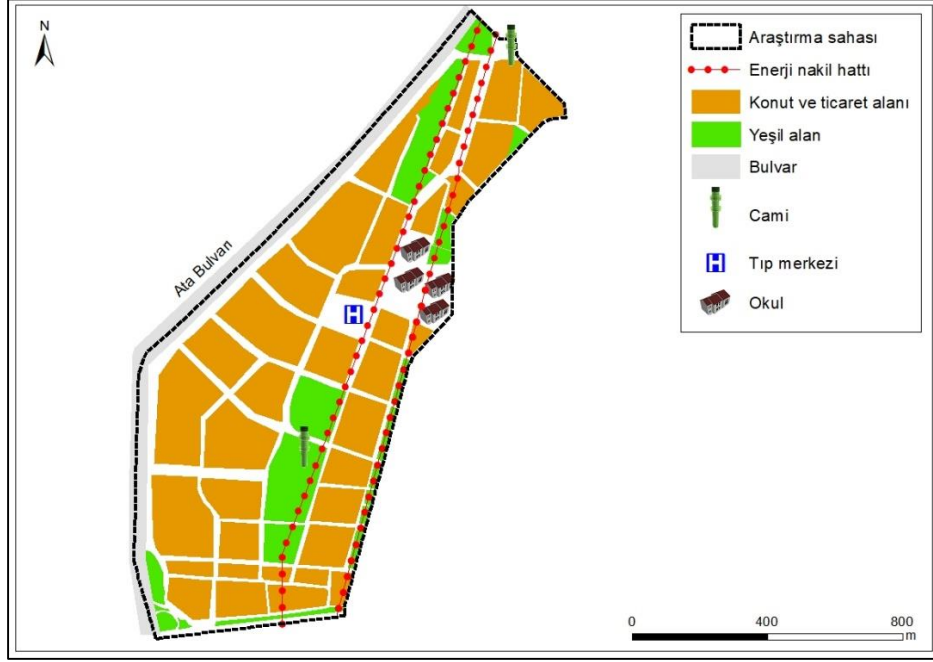 N
Araştırma sahası
Enerji nakil hattı
Konut ve ticaret alanı
Yeşil alan
Bulvar
Cami
H Tıp merkezi
Okul
Ata Bulvarı
H
0 400 800
m